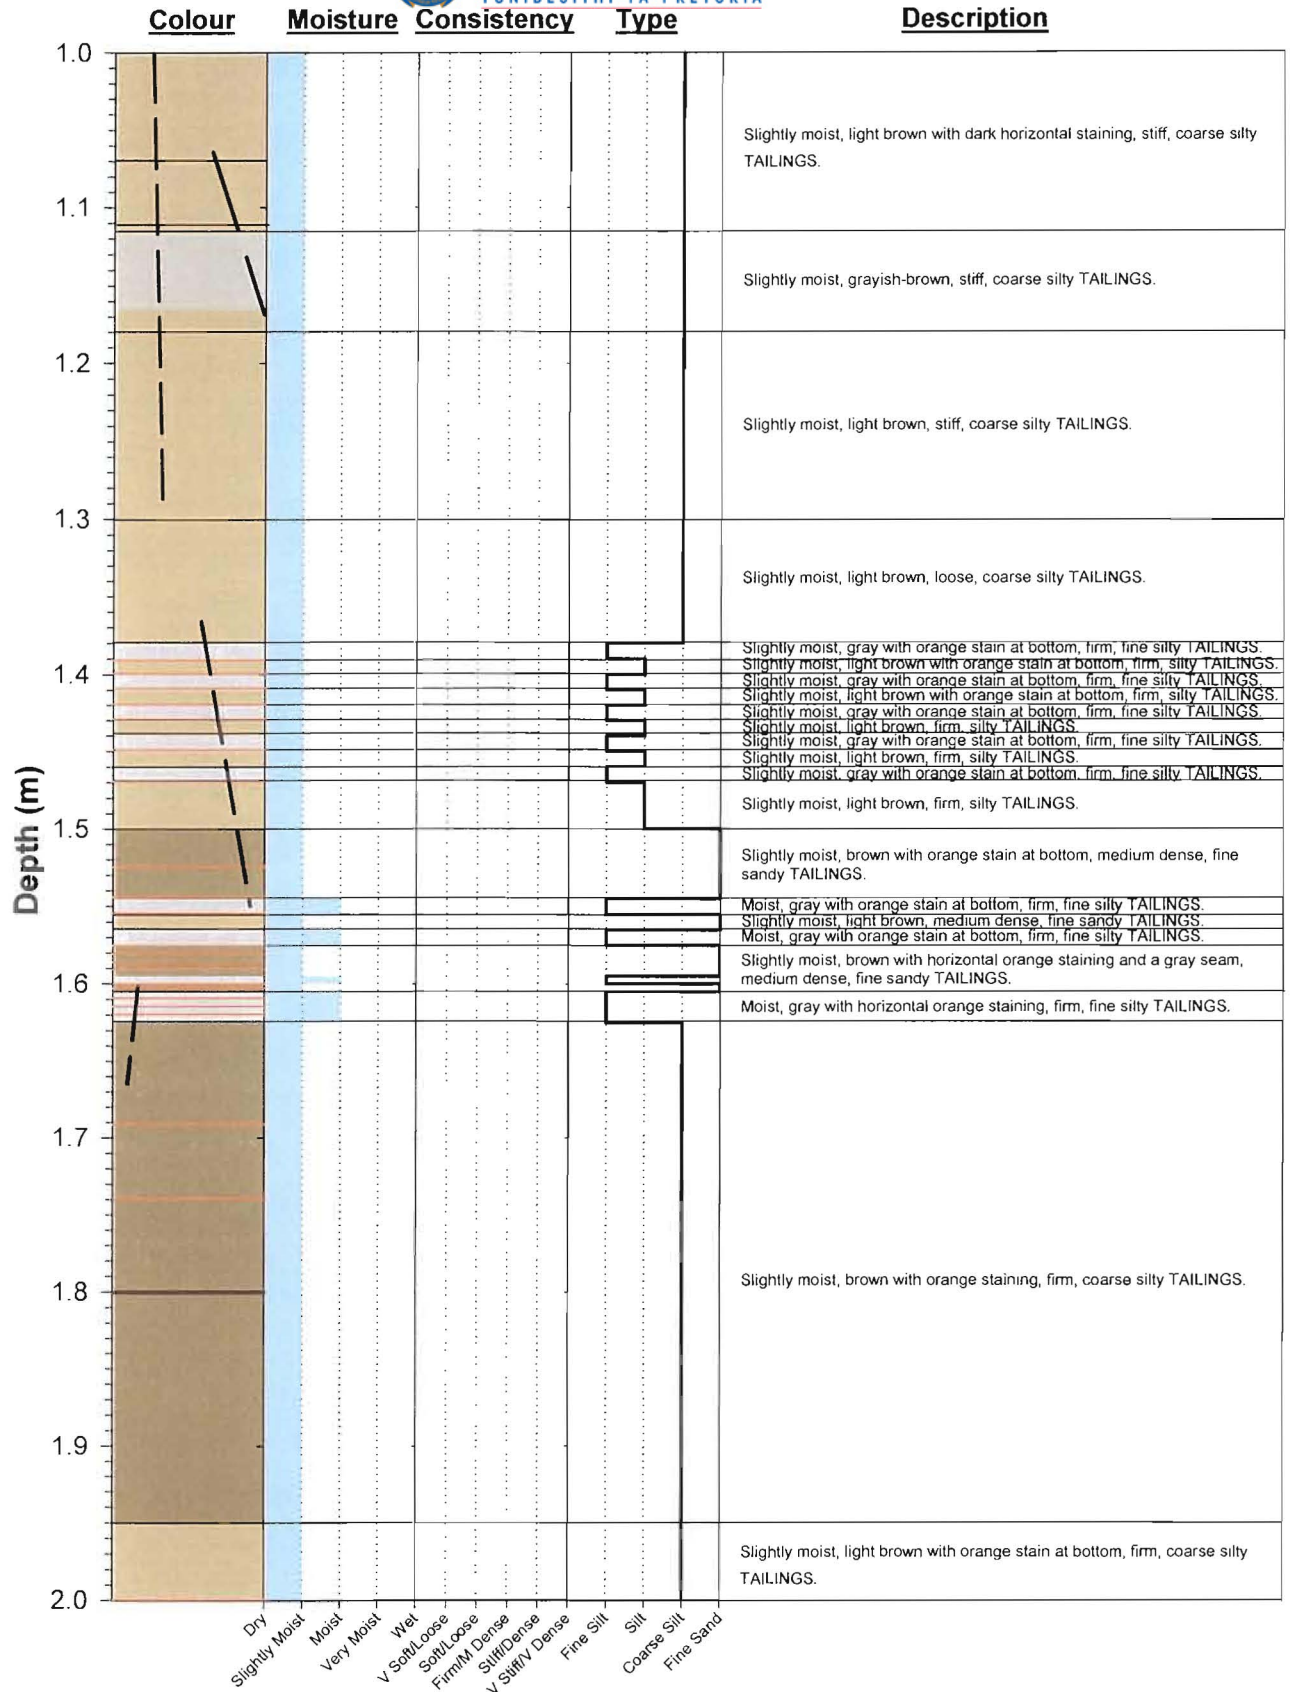 YUNIBESITHI YA PRETORIA
Colour Moisture Consistency Type Description
1.0
Slightly moist, light brown with dark horizontal staining, stiff, coarse silty
TAILINGS.
1.1
Slightly moist, grayish-brown, stiff, coarse silty TAILINGS.
1.2
Slightly moist, light brown, stiff, coarse silty TAILINGS.
1.3
Slightly moist, light brown, loose, coarse silty TAILINGS.
Slightly moist, gray with orange stain at bottom, firm, fine silty TAILINGS.
Slightly moist, light brown with orange stain at bottom, firm, silty TAILINGS.
1.4
Slightly moist, gray with orange stain at bottom, firm, fine silty TAILINGS.
Slightly moist, light brown with orange stain at bottom, firm, silty TAILINGS.
Slightly moist, gray with orange stain at bottom, firm, fine silty TAILINGS.
Slightly moist, light brown, firm, silty TAILINGS.
Slightly moist, gray with orange stain at bottom, firm, fine silty TAILINGS.
Slightly moist, light brown, firm, silty TAILINGS.
Slightly moist, gray with orange stain at bottom, firm, fine silty TAILINGS.
Slightly moist, light brown, firm, silty TAILINGS.
1.5
Depth (m)
Slightly moist, brown with orange stain at bottom, medium dense, fine
sandy TAILINGS.
Moist, gray with orange stain at bottom, firm, fine silty TAILINGS.
Slightly moist, light brown, medium dense, fine sandy TAILINGS.
Moist, gray with orange stain at bottom, firm, fine silty TAILINGS.
Slightly moist, brown with horizontal orange staining and a gray seam,
medium dense, fine sandy TAILINGS.
1.6
Moist, gray with horizontal orange staining, firm, fine silty TAILINGS.
1.7
Slightly moist, brown with orange staining, firm, coarse silty TAILINGS.
1.8
1.9
Slightly moist, light brown with orange stain at bottom, firm, coarse silty
TAILINGS.
2.0
Dry
Slightly Moist
Moist
Very Moist
Wet
V Soft/Loose
Soft/Loose
Firm/M Dense
Stiff/Dense
V Stiff/V Dense
Fine Silt
Silt
Coarse Silt
Fine Sand